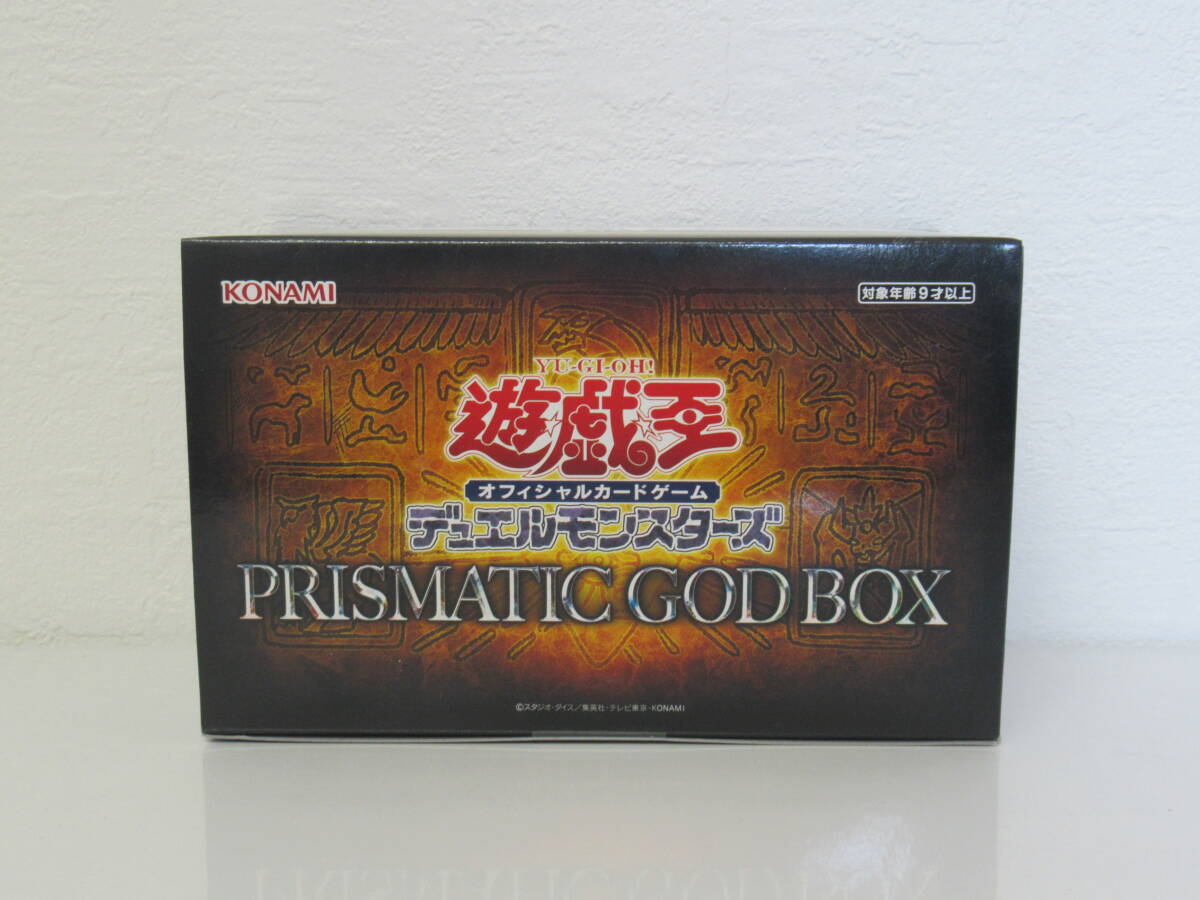 KONAMI
対象年齢9才以上
YU-GI-OH!
遊☆戯☆王
オフィシャルカードゲーム
デュエルモンスターズ
PRISMATIC GOD BOX
©スタジオ・ダイス/集英社・テレビ東京・KONAMI